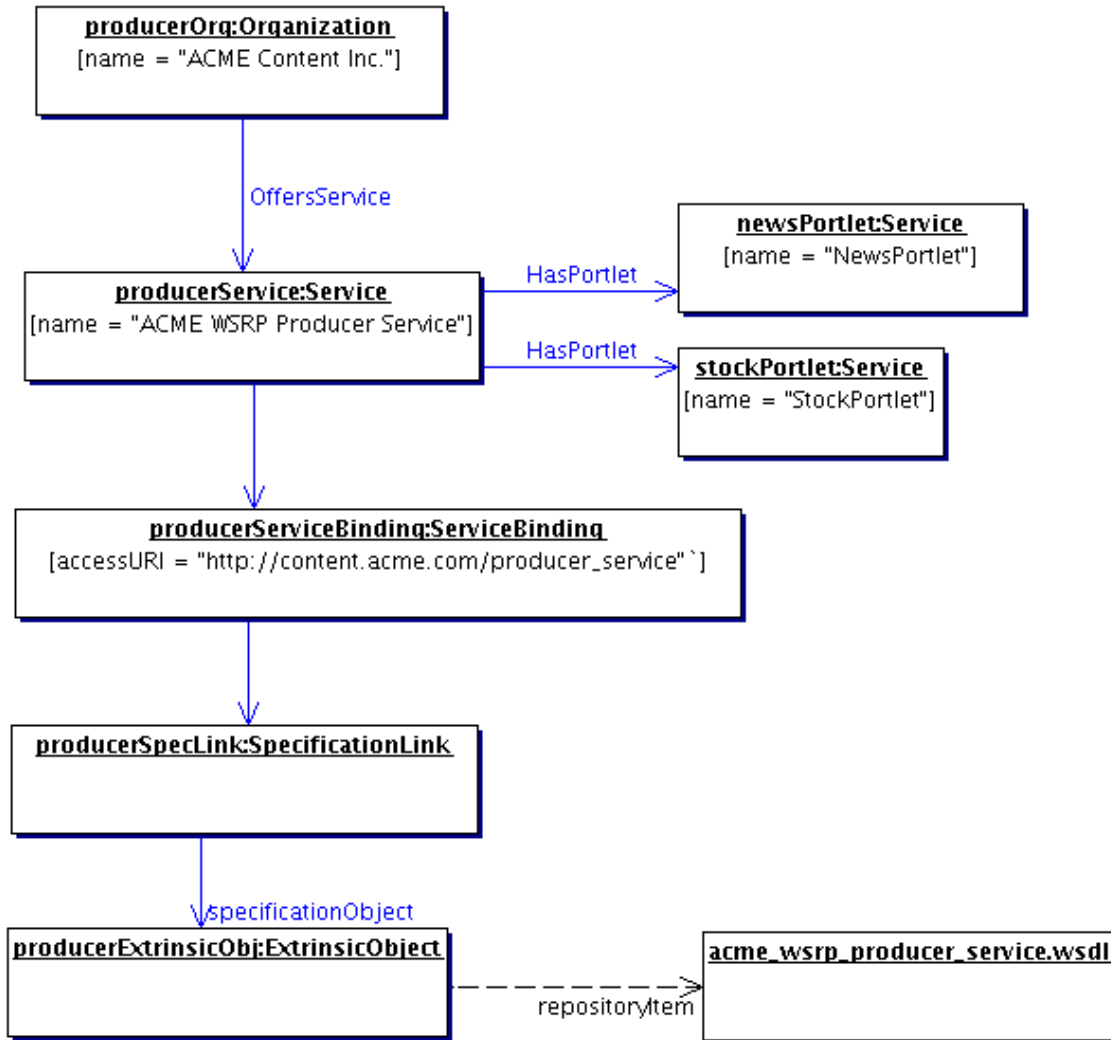 producerOrg:Organization
[name = "ACME Content Inc."]
OffersService
newsPortlet:Service
[name = "NewsPortlet"]
HasPortlet
producerService:Service
[name = "ACME WSRP Producer Service"]
HasPortlet
stockPortlet:Service
[name = "StockPortlet"]
producerServiceBinding:ServiceBinding
[accessURI = "http://content.acme.com/producer_service"`]
producerSpecLink:SpecificationLink
specificationObject
producerExtrinsicObj:ExtrinsicObject
acme_wsrp_producer_service.wsdl
repositoryItem